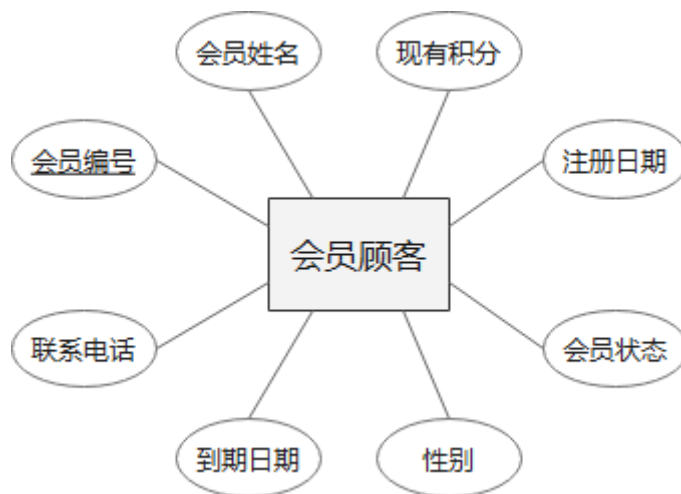 会员姓名
现有积分
会员编号
注册日期
会员顾客
联系电话
会员状态
到期日期
性别